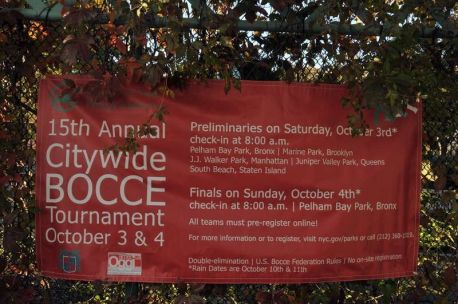 15th Annual
Citywide
BOCCE
Tournament
October 3 & 4
Preliminaries on Saturday, October 3rd*
check-in at 8:00 a.m.
Pelham Bay Park, Bronx | Marine Park, Brooklyn
J.J. Walker Park, Manhattan | Juniper Valley Park, Queens
South Beach, Staten Island
Finals on Sunday, October 4th*
check-in at 8:00 a.m. | Pelham Bay Park, Bronx
All teams must pre-register online!
For more information or to register, visit nyc.gov/parks or call (212) 360-
Double-elimination | U.S. Bocce Federation Rules | No on-site registration
*Rain Dates are October 10th & 11th
Oggi